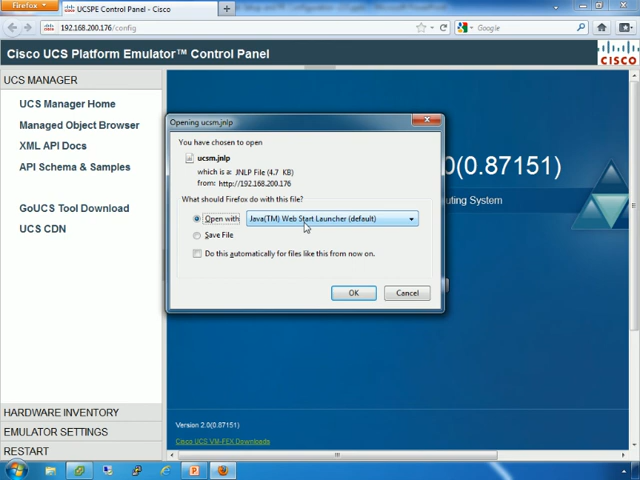 Firefox
UCSPE Control Panel - Cisco
192.168.200.176/config
Google
Cisco UCS Platform Emulator™ Control Panel
CISCO
UCS MANAGER
UCS Manager Home
Managed Object Browser
XML API Docs
API Schema & Samples
GoUCS Tool Download
UCS CDN
0(0.87151)
uting System
Opening ucsm.jnlp
You have chosen to open
ucsm.jnlp
which is a: JNLP File (4.7 KB)
from: http://192.168.200.176
What should Firefox do with this file?
Open with
Java(TM) Web Start Launcher (default)
Save File
Do this automatically for files like this from now on.
OK
Cancel
HARDWARE INVENTORY
EMULATOR SETTINGS
RESTART
Version 2.0(0.87151)
Cisco UCS VM-FEX Downloads